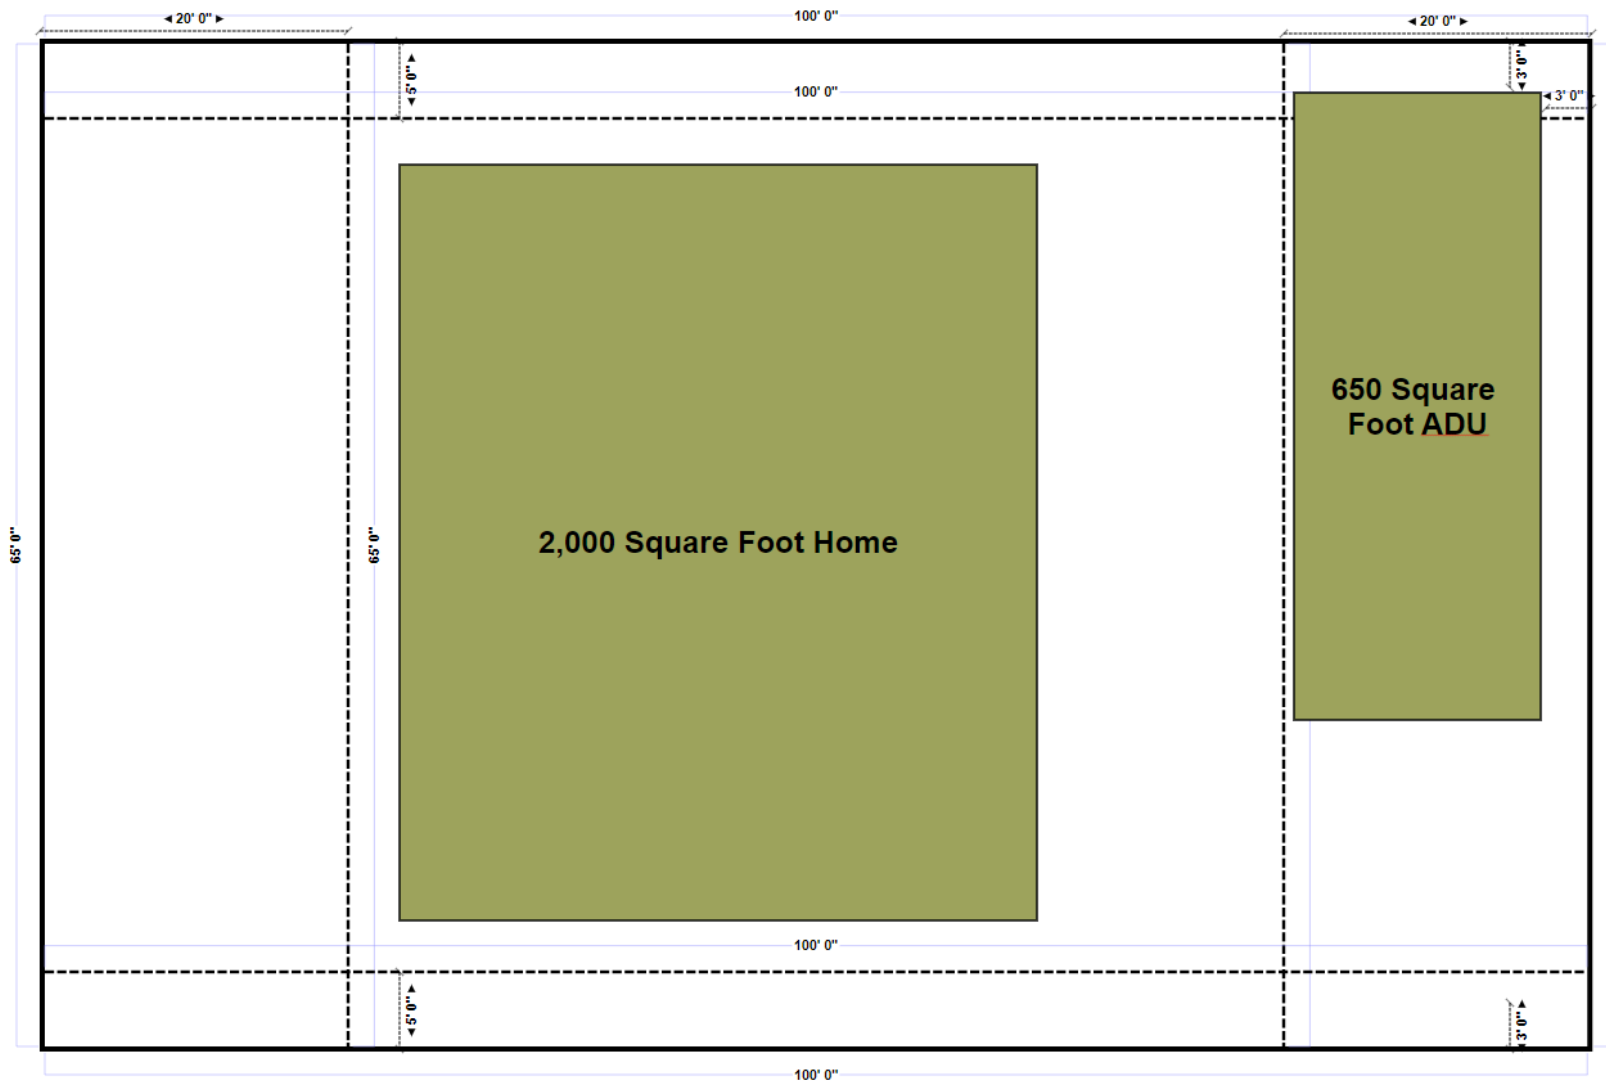 ◄ 20' 0" ►
100' 0"
◄ 20' 0" ►
◄ 5' 0" ►
◄ 3' 0" ►
100' 0"
◄ 3' 0"
650 Square
Foot ADU
2,000 Square Foot Home
65' 0"
65' 0"
100' 0"
◄ 5' 0" ►
◄ 3' 0" ►
100' 0"